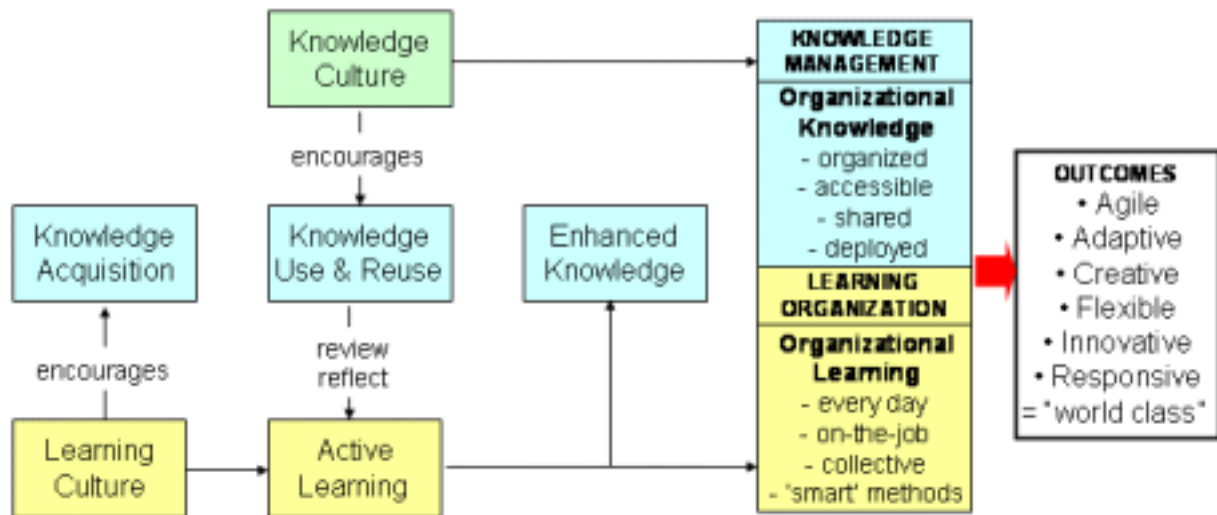 Knowledge
Culture
encourages
Knowledge
Acquisition
Knowledge
Use & Reuse
Enhanced
Knowledge
encourages
review
reflect
Learning
Culture
Active
Learning
KNOWLEDGE
MANAGEMENT
Organizational
Knowledge
- organized
- accessible
- shared
- deployed
LEARNING
ORGANIZATION
Organizational
Learning
- every day
- on-the-job
- collective
- 'smart' methods
OUTCOMES
• Agile
• Adaptive
• Creative
• Flexible
• Innovative
• Responsive
= "world class"